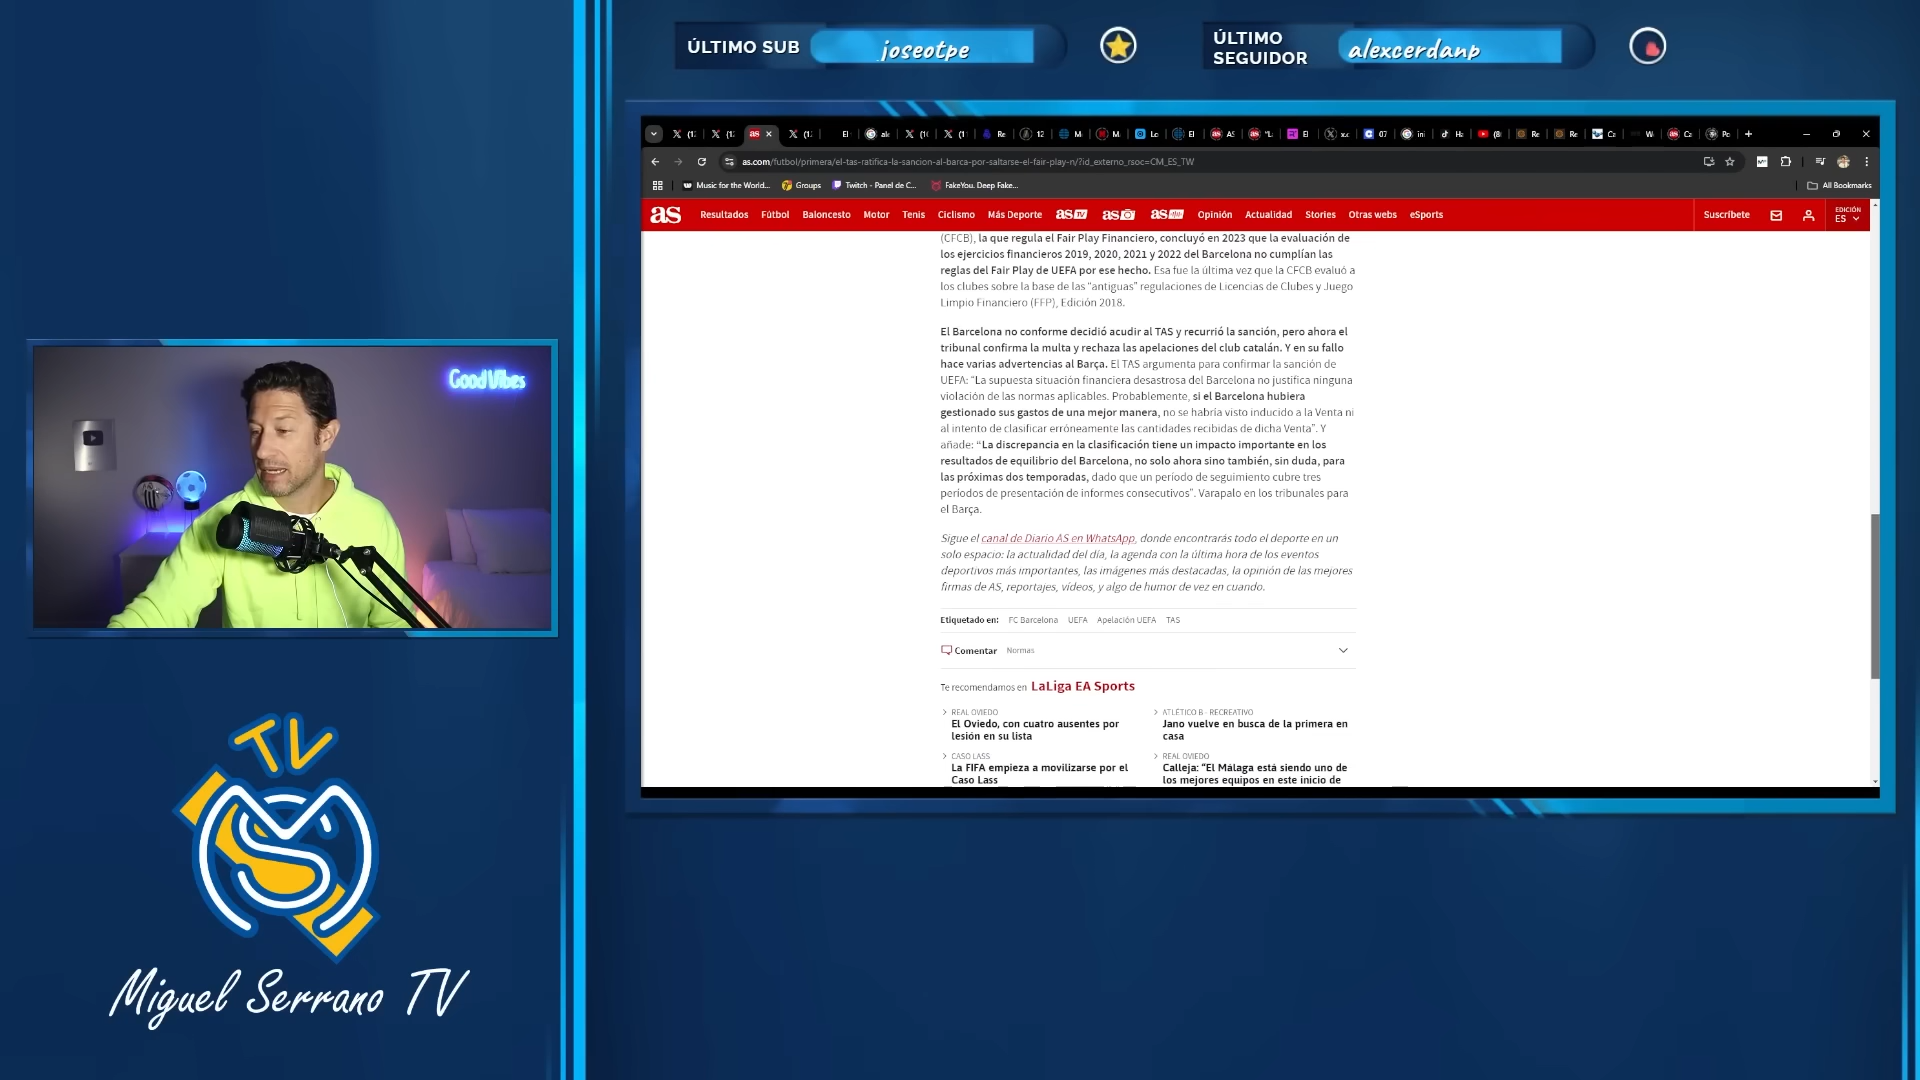 ÚLTIMO SUB
joseotpe
ÚLTIMO
SEGUIDOR
alexcerdanp
as.com/futbol/primera/el-tas-ratifica-la-sancion-al-barca-por-saltarse-el-fair-play-n/?id_externo_rsoc=CM_ES_TW
Music for the World...
Groups
Twitch - Panel de C...
FakeYou. Deep Fake...
All Bookmarks
as
Resultados
Fútbol
Baloncesto
Motor
Tenis
Ciclismo
Más Deporte
as TV
as
as
Opinión
Actualidad
Stories
Otras webs
eSports
Suscríbete
EDICIÓN
ES
(CFCB), la que regula el Fair Play Financiero, concluyó en 2023 que la evaluación de
los ejercicios financieros 2019, 2020, 2021 y 2022 del Barcelona no cumplían las
reglas del Fair Play de UEFA por ese hecho. Esa fue la última vez que la CFCB evaluó a
los clubes sobre la base de las "antiguas" regulaciones de Licencias de Clubes y Juego
Limpio Financiero (FFP), Edición 2018.
El Barcelona no conforme decidió acudir al TAS y recurrió la sanción, pero ahora el
tribunal confirma la multa y rechaza las apelaciones del club catalán. Y en su fallo
hace varias advertencias al Barça. El TAS argumenta para confirmar la sanción de
UEFA: "La supuesta situación financiera desastrosa del Barcelona no justifica ninguna
violación de las normas aplicables. Probablemente, si el Barcelona hubiera
gestionado sus gastos de una mejor manera, no se habría visto inducido a la Venta ni
al intento de clasificar erróneamente las cantidades recibidas de dicha Venta". Y
añade: "La discrepancia en la clasificación tiene un impacto importante en los
resultados de equilibrio del Barcelona, no solo ahora sino también, sin duda, para
las próximas dos temporadas, dado que un período de seguimiento cubre tres
períodos de presentación de informes consecutivos". Varapalo en los tribunales para
el Barça.
Sigue el canal de Diario AS en WhatsApp, donde encontrarás todo el deporte en un
solo espacio: la actualidad del día, la agenda con la última hora de los eventos
deportivos más importantes, las imágenes más destacadas, la opinión de las mejores
firmas de AS, reportajes, vídeos, y algo de humor de vez en cuando.
Etiquetado en: FC Barcelona UEFA Apelación UEFA TAS
Comentar Normas
Te recomendamos en LaLiga EA Sports
REAL OVIEDO
El Oviedo, con cuatro ausentes por
lesión en su lista
ATLÉTICO B - RECREATIVO
Jano vuelve en busca de la primera en
casa
CASO LASS
La FIFA empieza a movilizarse por el
Caso Lass
REAL OVIEDO
Calleja: "El Málaga está siendo uno de
los mejores equipos en este inicio de
Good Vibes
TV
MS
Miguel Serrano TV